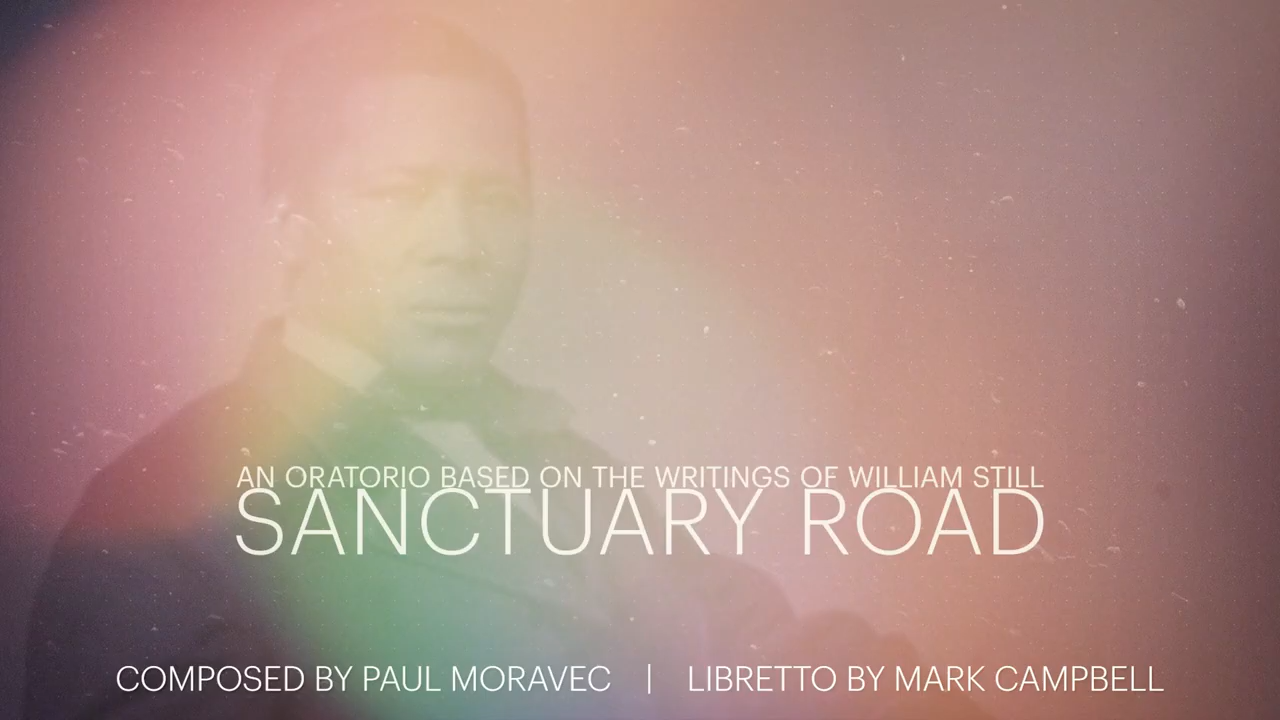 AN ORATORIO BASED ON THE WRITINGS OF WILLIAM STILL
SANCTUARY ROAD
COMPOSED BY PAUL MORAVEC | LIBRETTO BY MARK CAMPBELL